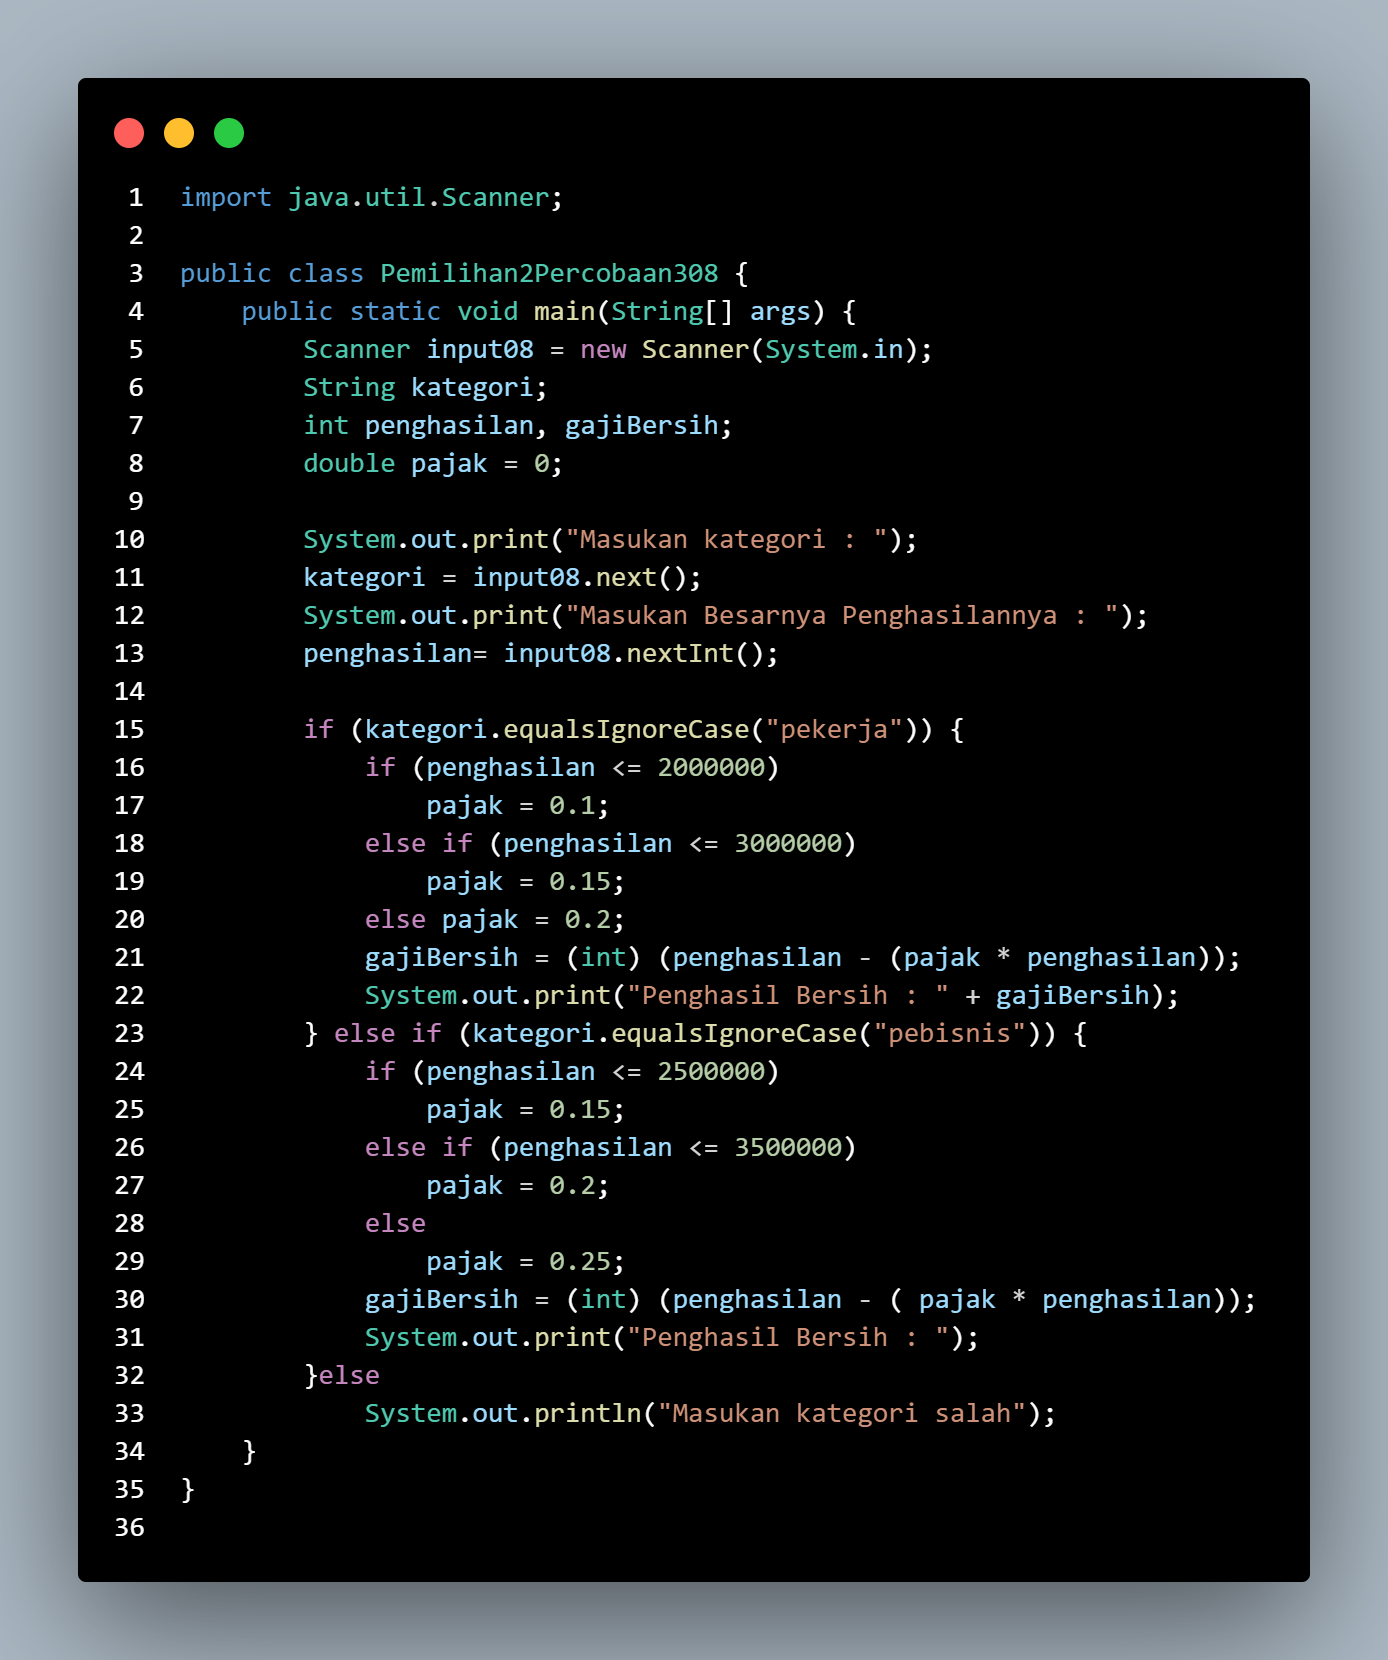 1 import java.util.Scanner;
2
3 public class Pemilihan2Percobaan308 {
4     public static void main(String[] args) {
5         Scanner input08 = new Scanner(System.in);
6         String kategori;
7         int penghasilan, gajiBersih;
8         double pajak = 0;
9
10         System.out.print("Masukan kategori : ");
11         kategori = input08.next();
12         System.out.print("Masukan Besarnya Penghasilannya : ");
13         penghasilan= input08.nextInt();
14
15         if (kategori.equalsIgnoreCase("pekerja")) {
16             if (penghasilan <= 2000000)
17                 pajak = 0.1;
18             else if (penghasilan <= 3000000)
19                 pajak = 0.15;
20             else pajak = 0.2;
21             gajiBersih = (int) (penghasilan - (pajak * penghasilan));
22             System.out.print("Penghasil Bersih : " + gajiBersih);
23         } else if (kategori.equalsIgnoreCase("pebisnis")) {
24             if (penghasilan <= 2500000)
25                 pajak = 0.15;
26             else if (penghasilan <= 3500000)
27                 pajak = 0.2;
28             else
29                 pajak = 0.25;
30             gajiBersih = (int) (penghasilan - ( pajak * penghasilan));
31             System.out.print("Penghasil Bersih : ");
32         }else
33             System.out.println("Masukan kategori salah");
34     }
35 }
36